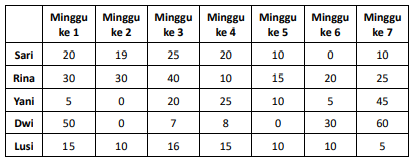 Minggu ke 1 Minggu ke 2 Minggu ke 3 Minggu ke 4 Minggu ke 5 Minggu ke 6 Minggu ke 7
Sari 20 19 25 20 10 0 10
Rina 30 30 40 10 15 20 25
Yani 5 0 20 25 10 5 45
Dwi 50 0 7 8 0 30 60
Lusi 15 10 16 15 10 10 5